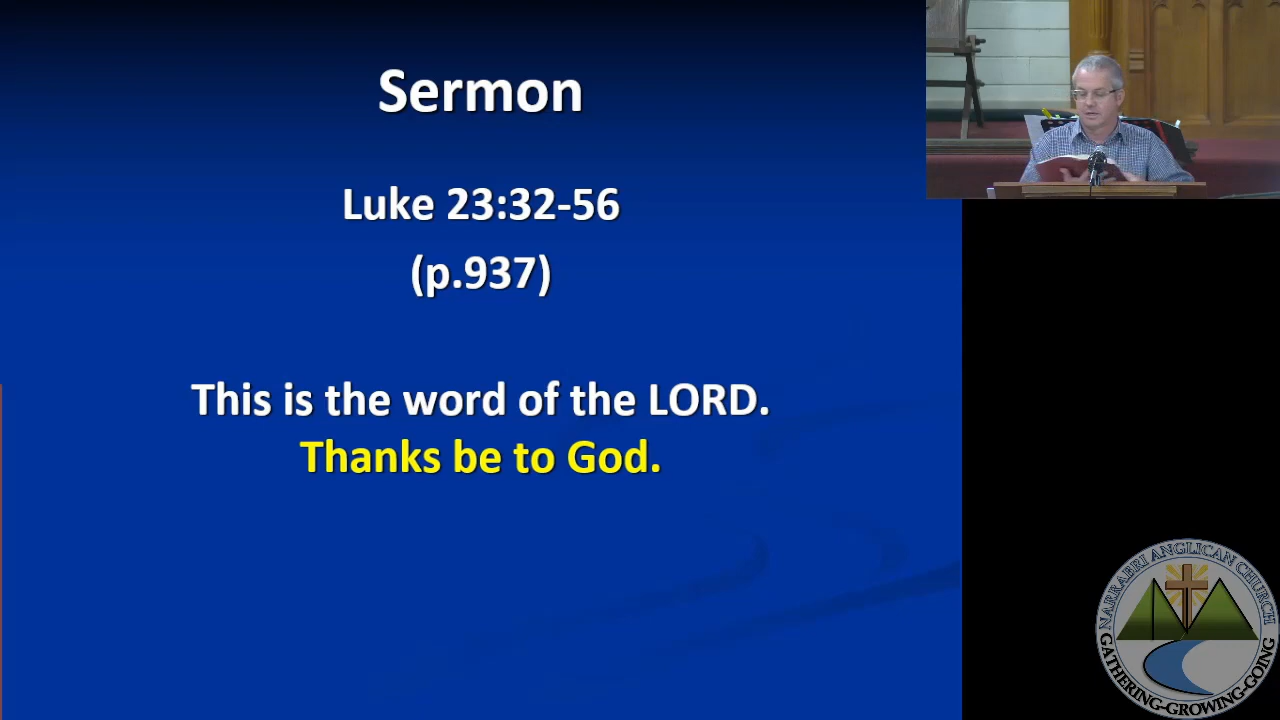 Sermon
Luke 23:32-56
(p.937)
This is the word of the LORD.
Thanks be to God.
NARRABRI ANGLICAN CHURCH
GATHERING-GROWING-GOING